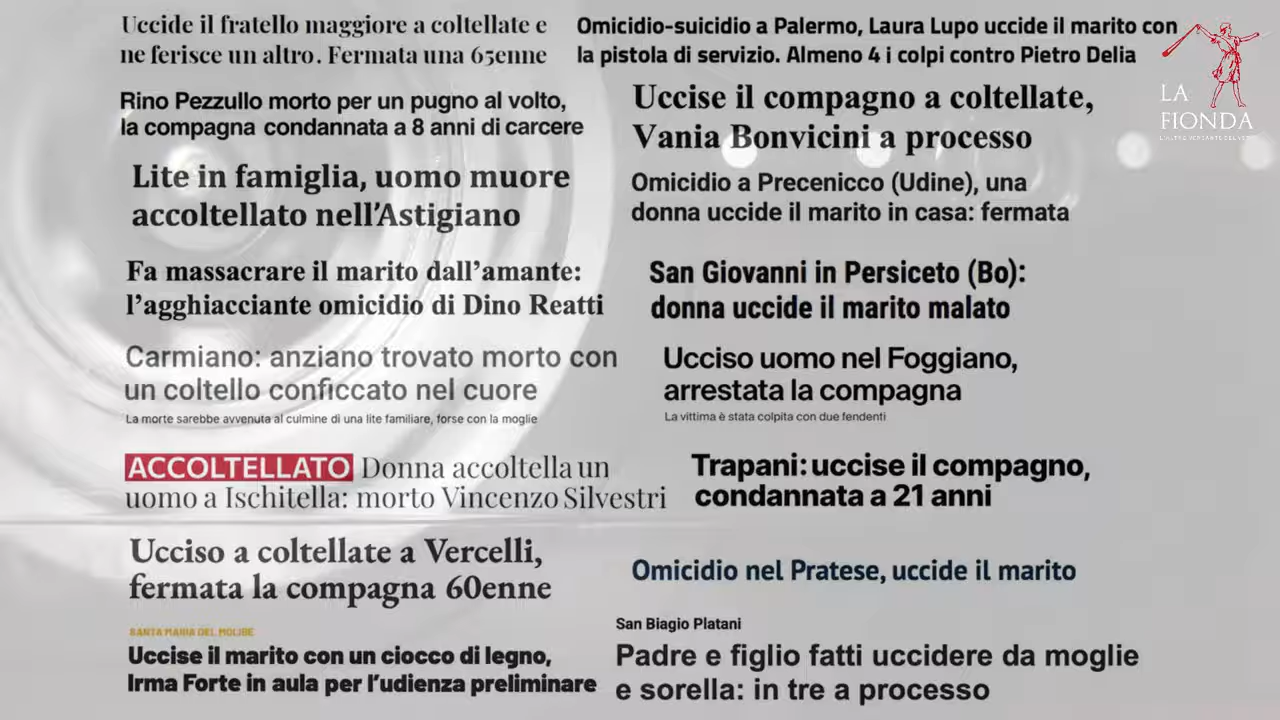 Uccide il fratello maggiore a coltellate e
ne ferisce un altro. Fermata una 65enne
Rino Pezzullo morto per un pugno al volto,
la compagna condannata a 8 anni di carcere
Lite in famiglia, uomo muore
accoltellato nell'Astigiano
Fa massacrare il marito dall'amante:
l'agghiacciante omicidio di Dino Reatti
Carmiano: anziano trovato morto con
un coltello conficcato nel cuore
La morte sarebbe avvenuta al culmine di una lite familiare, forse con la moglie
ACCOLTELLATO Donna accoltella un
uomo a Ischitella: morto Vincenzo Silvestri
Ucciso a coltellate a Vercelli,
fermata la compagna 60enne
SANTA MARIA DEL MOLISE
Uccise il marito con un ciocco di legno,
Irma Forte in aula per l'udienza preliminare
Omicidio-suicidio a Palermo, Laura Lupo uccide il marito con
la pistola di servizio. Almeno 4 i colpi contro Pietro Delia
Uccise il compagno a coltellate,
Vania Bonvicini a processo
Omicidio a Precenicco (Udine), una
donna uccide il marito in casa: fermata
San Giovanni in Persiceto (Bo):
donna uccide il marito malato
Ucciso uomo nel Foggiano,
arrestata la compagna
La vittima è stata colpita con due fendenti
Trapani: uccise il compagno,
condannata a 21 anni
Omicidio nel Pratese, uccide il marito
San Biagio Platani
Padre e figlio fatti uccidere da moglie
e sorella: in tre a processo
LA
FIONDA